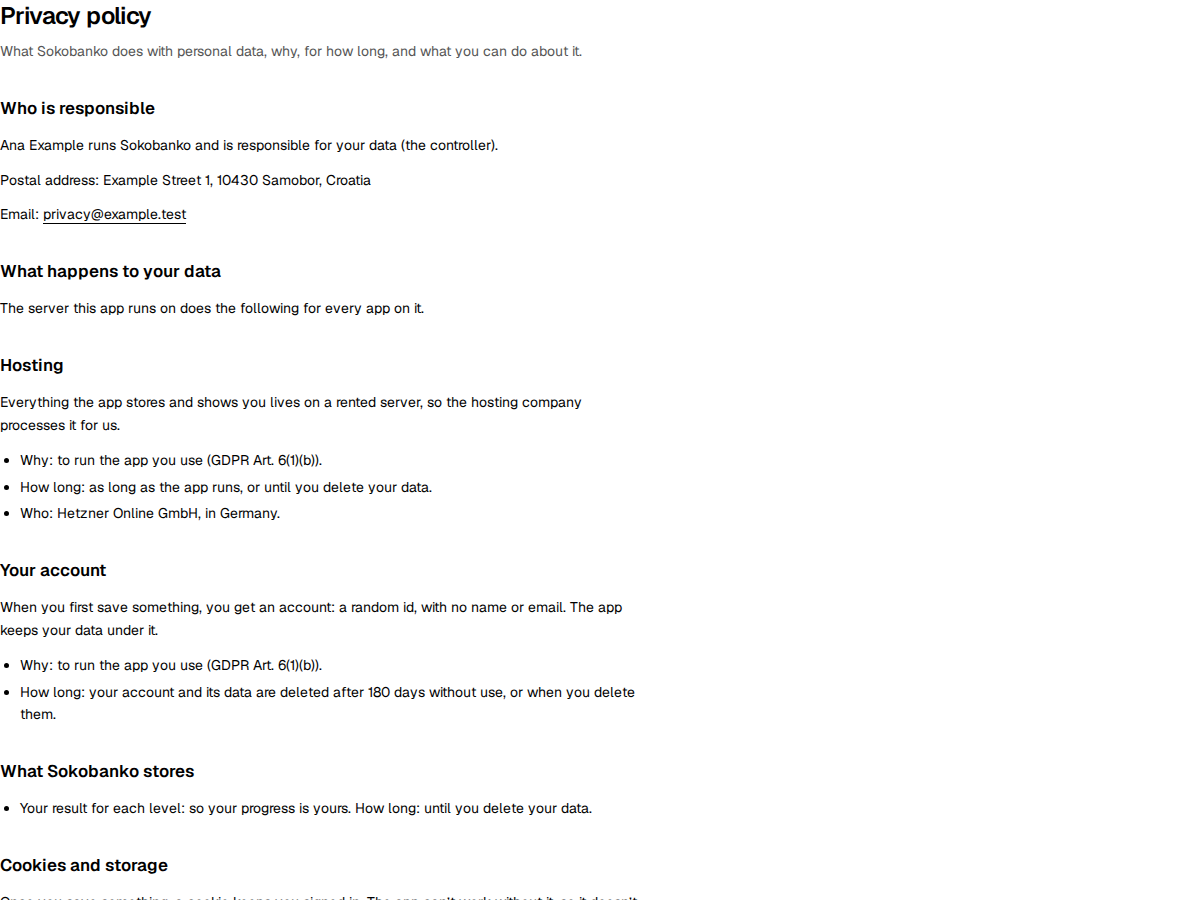 Privacy policy
What Sokobanko does with personal data, why, for how long, and what you can do about it.
Who is responsible
Ana Example runs Sokobanko and is responsible for your data (the controller).
Postal address: Example Street 1, 10430 Samobor, Croatia
Email: privacy@example.test
What happens to your data
The server this app runs on does the following for every app on it.
Hosting
Everything the app stores and shows you lives on a rented server, so the hosting company
processes it for us.
• Why: to run the app you use (GDPR Art. 6(1)(b)).
• How long: as long as the app runs, or until you delete your data.
• Who: Hetzner Online GmbH, in Germany.
Your account
When you first save something, you get an account: a random id, with no name or email. The app
keeps your data under it.
• Why: to run the app you use (GDPR Art. 6(1)(b)).
• How long: your account and its data are deleted after 180 days without use, or when you delete
them.
What Sokobanko stores
• Your result for each level: so your progress is yours. How long: until you delete your data.
Cookies and storage